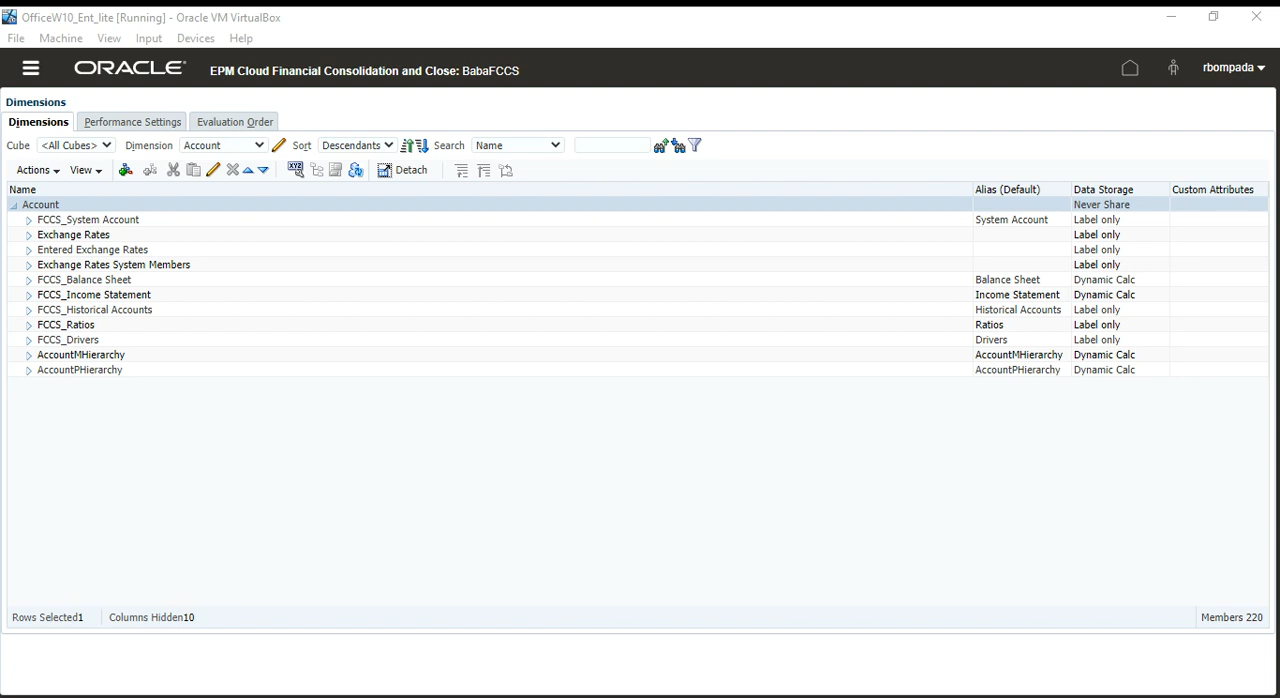 OfficeW10_Ent_lite [Running] - Oracle VM VirtualBox
File Machine View Input Devices Help
ORACLE® EPM Cloud Financial Consolidation and Close: BabaFCCS rbompada
Dimensions
Dimensions Performance Settings Evaluation Order
Cube <All Cubes> Dimension Account Sort Descendants Search Name
Actions View XYZ Detach
Name Alias (Default) Data Storage Custom Attributes
Account Never Share
FCCS_System Account System Account Label only
Exchange Rates Label only
Entered Exchange Rates Label only
Exchange Rates System Members Label only
FCCS_Balance Sheet Balance Sheet Dynamic Calc
FCCS_Income Statement Income Statement Dynamic Calc
FCCS_Historical Accounts Historical Accounts Label only
FCCS_Ratios Ratios Label only
FCCS_Drivers Drivers Label only
AccountMHierarchy AccountMHierarchy Dynamic Calc
AccountPHierarchy AccountPHierarchy Dynamic Calc
Rows Selected1 Columns Hidden10 Members 220